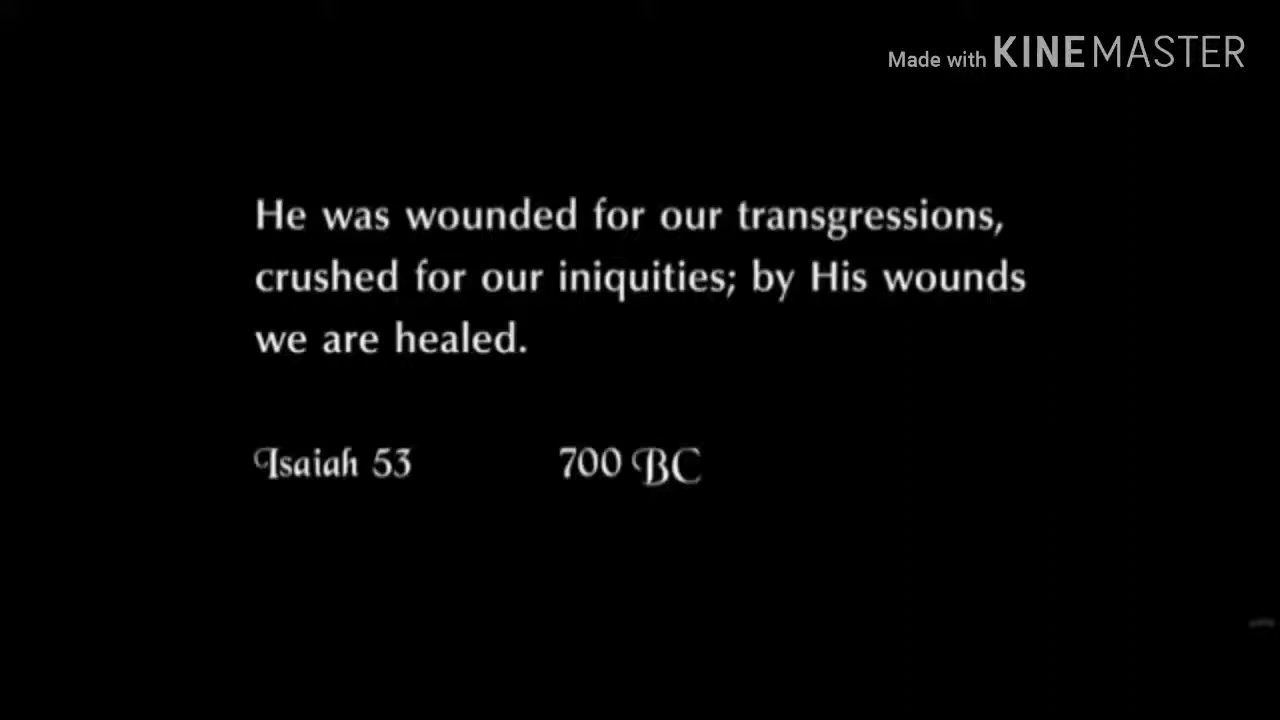 Made with KINEMASTER
He was wounded for our transgressions,
crushed for our iniquities; by His wounds
we are healed.
Isaiah 53 700 BC